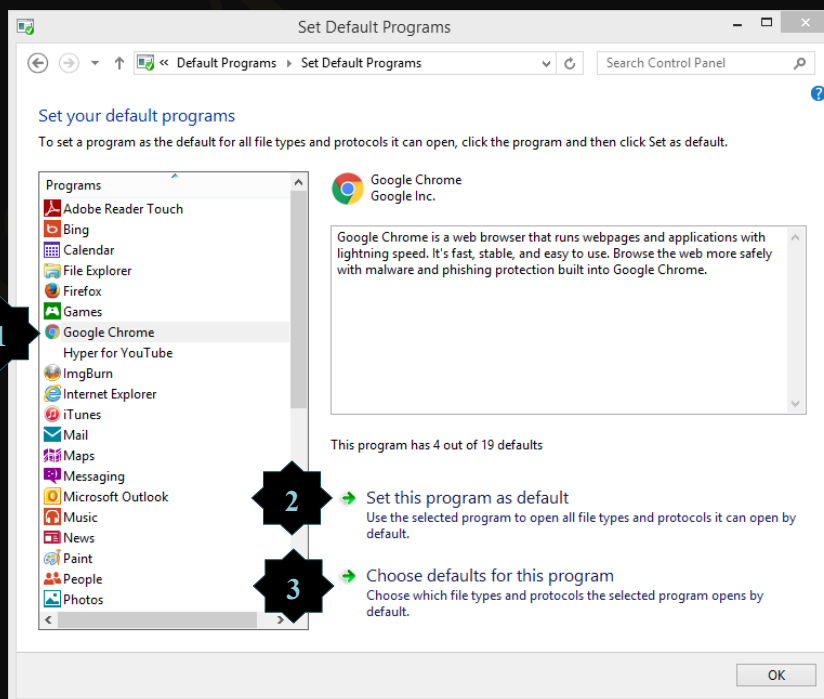 Set Default Programs
« Default Programs Set Default Programs
Search Control Panel
?
Set your default programs
To set a program as the default for all file types and protocols it can open, click the program and then click Set as default.
Programs
Adobe Reader Touch
Bing
Calendar
File Explorer
Firefox
Games
Google Chrome
Hyper for YouTube
ImgBurn
Internet Explorer
iTunes
Mail
Maps
Messaging
Microsoft Outlook
Music
News
Paint
People
Photos
1
Google Chrome
Google Inc.
Google Chrome is a web browser that runs webpages and applications with
lightning speed. It's fast, stable, and easy to use. Browse the web more safely
with malware and phishing protection built into Google Chrome.
This program has 4 out of 19 defaults
2
Set this program as default
Use the selected program to open all file types and protocols it can open by
default.
3
Choose defaults for this program
Choose which file types and protocols the selected program opens by
default.
OK